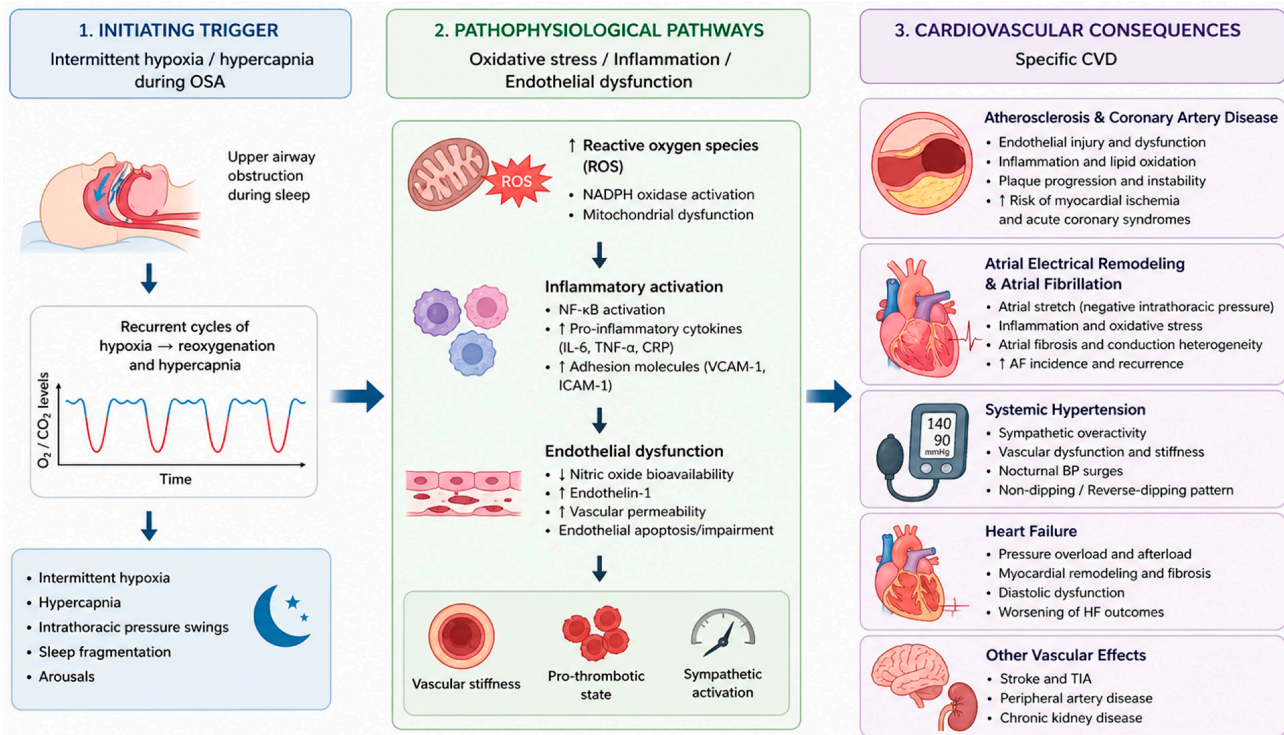 1. INITIATING TRIGGER
Intermittent hypoxia / hypercapnia
during OSA
Upper airway
obstruction
during sleep
Recurrent cycles of
hypoxia → reoxygenation
and hypercapnia
O₂ / CO₂ levels
Time
• Intermittent hypoxia
• Hypercapnia
• Intrathoracic pressure swings
• Sleep fragmentation
• Arousals
2. PATHOPHYSIOLOGICAL PATHWAYS
Oxidative stress / Inflammation /
Endothelial dysfunction
ROS
↑ Reactive oxygen species
(ROS)
• NADPH oxidase activation
• Mitochondrial dysfunction
Inflammatory activation
• NF-κB activation
• ↑ Pro-inflammatory cytokines
(IL-6, TNF-α, CRP)
• ↑ Adhesion molecules (VCAM-1,
ICAM-1)
Endothelial dysfunction
• ↓ Nitric oxide bioavailability
• ↑ Endothelin-1
• ↑ Vascular permeability
• Endothelial apoptosis/impairment
Vascular stiffness
Pro-thrombotic
state
Sympathetic
activation
3. CARDIOVASCULAR CONSEQUENCES
Specific CVD
Atherosclerosis & Coronary Artery Disease
• Endothelial injury and dysfunction
• Inflammation and lipid oxidation
• Plaque progression and instability
• ↑ Risk of myocardial ischemia
and acute coronary syndromes
Atrial Electrical Remodeling
& Atrial Fibrillation
• Atrial stretch (negative intrathoracic pressure)
• Inflammation and oxidative stress
• Atrial fibrosis and conduction heterogeneity
• ↑ AF incidence and recurrence
140
90
mmHg
Systemic Hypertension
• Sympathetic overactivity
• Vascular dysfunction and stiffness
• Nocturnal BP surges
• Non-dipping / Reverse-dipping pattern
Heart Failure
• Pressure overload and afterload
• Myocardial remodeling and fibrosis
• Diastolic dysfunction
• Worsening of HF outcomes
Other Vascular Effects
• Stroke and TIA
• Peripheral artery disease
• Chronic kidney disease